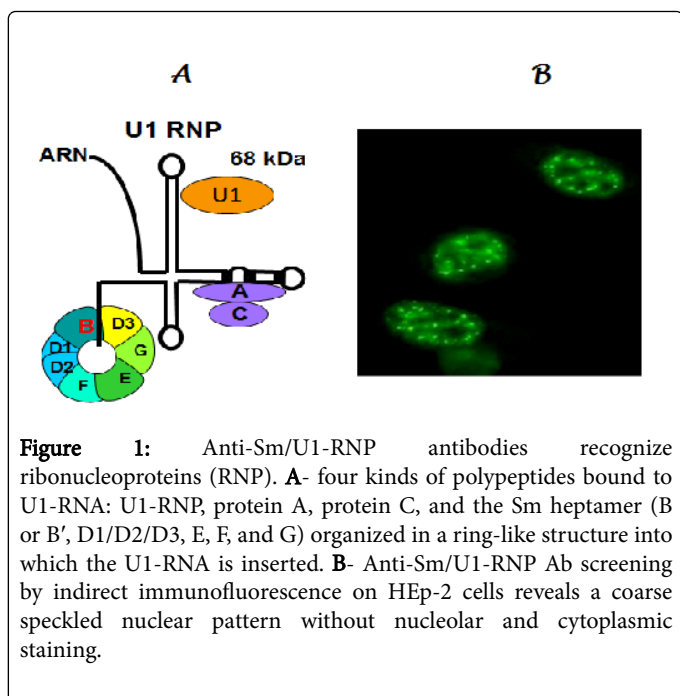 A
B
U1 RNP
ARN
68 kDa
U1
A
C
B
D3
D1
G
D2
F
E
Figure 1: Anti-Sm/U1-RNP antibodies recognize
ribonucleoproteins (RNP). A- four kinds of polypeptides bound to
U1-RNA: U1-RNP, protein A, protein C, and the Sm heptamer (B
or B′, D1/D2/D3, E, F, and G) organized in a ring-like structure into
which the U1-RNA is inserted. B- Anti-Sm/U1-RNP Ab screening
by indirect immunofluorescence on HEp-2 cells reveals a coarse
speckled nuclear pattern without nucleolar and cytoplasmic
staining.